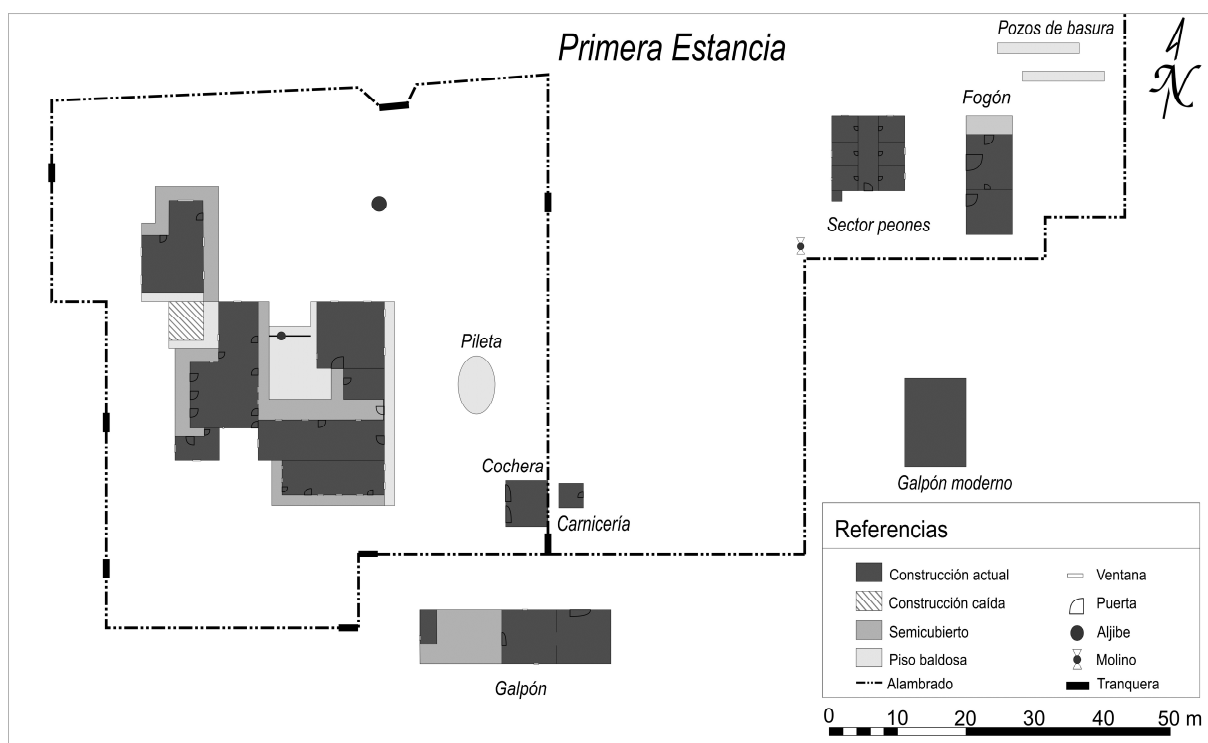 Primera Estancia
Pozos de basura
N
Fogón
Sector peones
Pileta
Cochera
Carnicería
Galpón moderno
Galpón
Referencias
Construcción actual
Ventana
Construcción caída
Puerta
Semicubierto
Aljibe
Piso baldosa
Molino
Alambrado
Tranquera
0 10 20 30 40 50 m